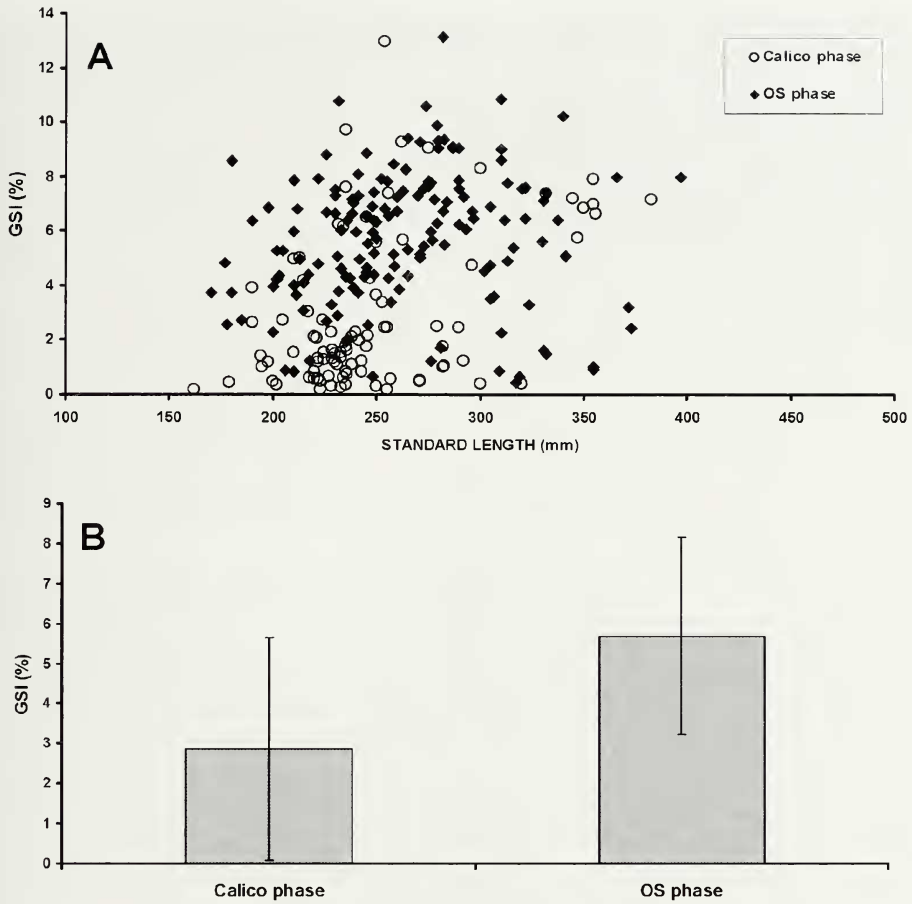 A
14
12
10
8
6
4
2
0
GSI (%)
Calico phase
OS phase
100 150 200 250 300 350 400 450 500
STANDARD LENGTH (mm)
B
9
8
7
6
5
4
3
2
1
0
GSI (%)
Calico phase OS phase